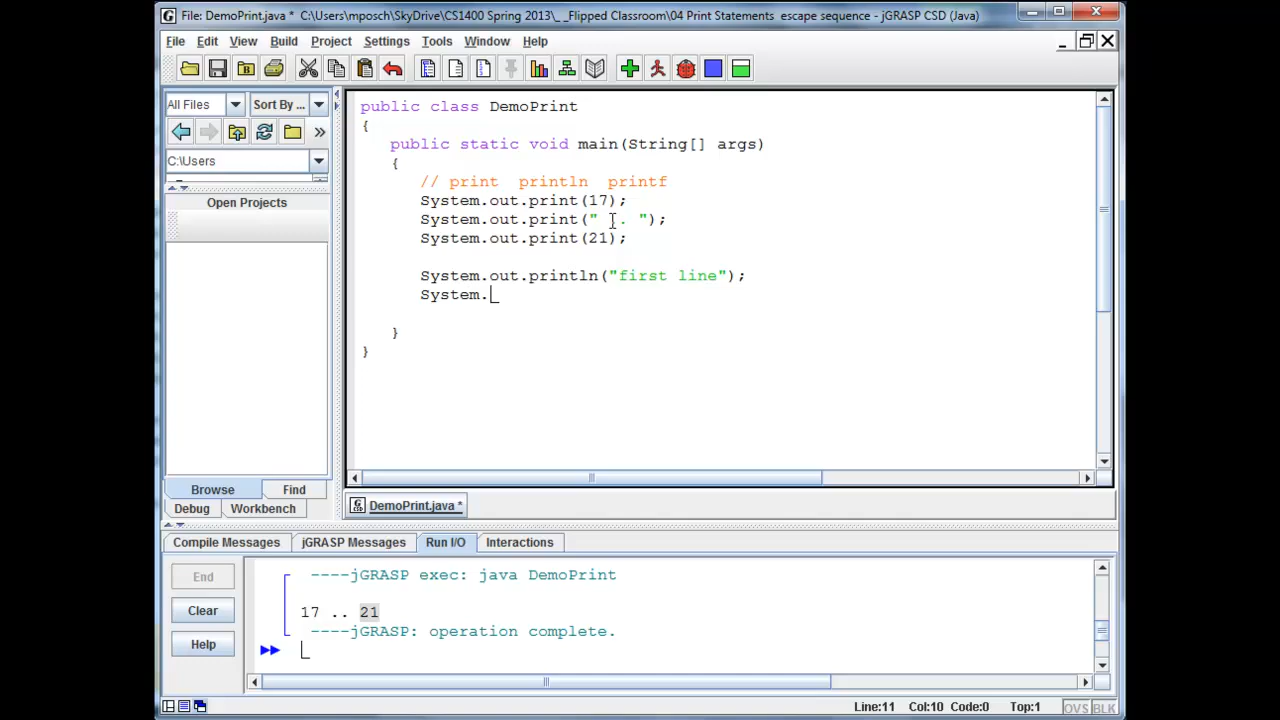 File: DemoPrint.java * C:\Users\mposch\SkyDrive\CS1400 Spring 2013\_ _Flipped Classroom\04 Print Statements escape sequence - jGRASP CSD (Java)
File Edit View Build Project Settings Tools Window Help
All Files Sort By ...
C:\Users
Open Projects
public class DemoPrint
{
public static void main(String[] args)
{
// print println printf
System.out.print(17);
System.out.print(" .. ");
System.out.print(21);
System.out.println("first line");
System.
}
}
Browse Find
Debug Workbench
DemoPrint.java *
Compile Messages jGRASP Messages Run I/O Interactions
End
Clear
Help
----jGRASP exec: java DemoPrint
17 .. 21
----jGRASP: operation complete.
Line:11 Col:10 Code:0 Top:1 OVS BLK